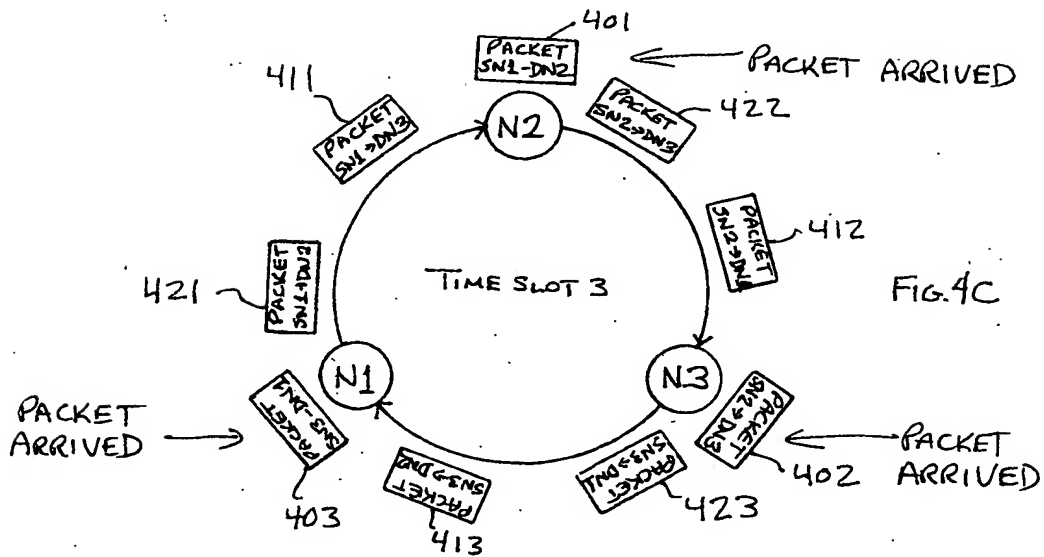 401
PACKET
SN1-DN2
PACKET ARRIVED
411
PACKET
SN1→DN3
N2
PACKET
SN2→DN3
422
PACKET
SN2→DN1
412
421
PACKET
SN1→DN2
TIME SLOT 3
FIG. 4C
N1
N3
PACKET
ARRIVED
PACKET
SN3-DN1
403
PACKET
SN3→DN2
413
PACKET
SN3→DN1
423
PACKET
SN2→DN3
402
PACKET
ARRIVED